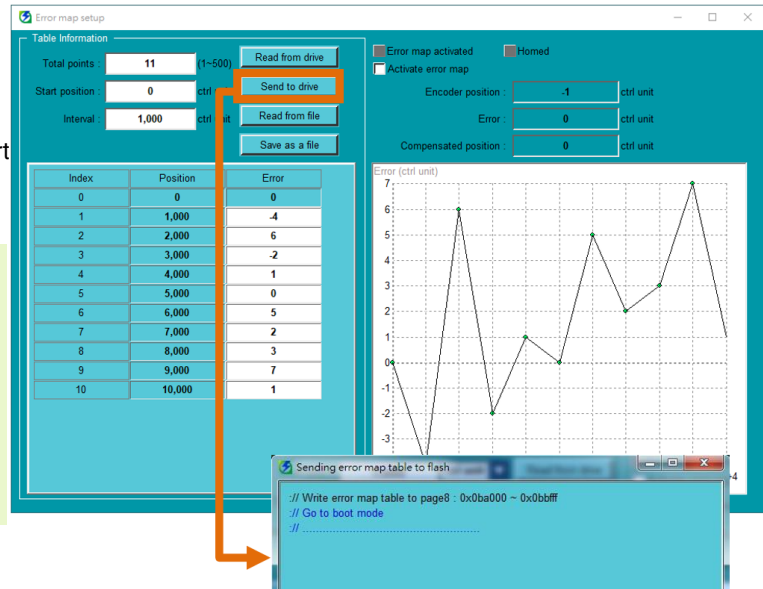 Error map setup
Table Information
Total points : 11 (1~500) Read from drive
Start position : 0 ctrl Send to drive
Interval : 1,000 ctrl unit Read from file
Save as a file
Error map activated Homed
Activate error map
Encoder position : -1 ctrl unit
Error : 0 ctrl unit
Compensated position : 0 ctrl unit
rt
Index Position Error
0 0 0
1 1,000 -4
2 2,000 6
3 3,000 -2
4 4,000 1
5 5,000 0
6 6,000 5
7 7,000 2
8 8,000 3
9 9,000 7
10 10,000 1
Error (ctrl unit)
7
6
5
4
3
2
1
0
-1
-2
-3
Sending error map table to flash
:// Write error map table to page8 : 0x0ba000 ~ 0x0bbfff
:// Go to boot mode
:// ......................................................